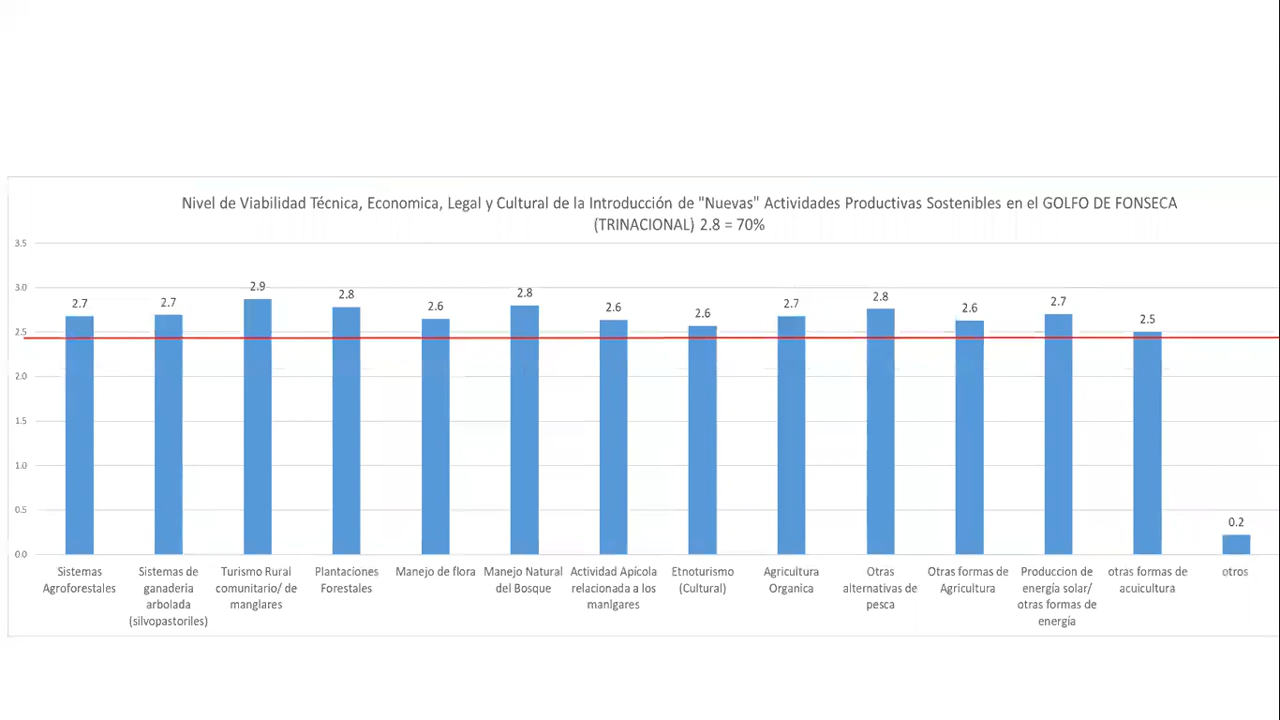 Nivel de Viabilidad Técnica, Economica, Legal y Cultural de la Introducción de "Nuevas" Actividades Productivas Sostenibles en el GOLFO DE FONSECA
(TRINACIONAL) 2.8 = 70%
3.5
3.0
2.5
2.0
1.5
1.0
0.5
0.0
2.7
2.7
2.9
2.8
2.6
2.8
2.6
2.6
2.7
2.8
2.6
2.7
2.5
0.2
Sistemas
Agroforestales
Sistemas de
ganaderia
arbolada
(silvopastoriles)
Turismo Rural
comunitario/ de
manglares
Plantaciones
Forestales
Manejo de flora
Manejo Natural
del Bosque
Actividad Apícola
relacionada a los
manlgares
Etnoturismo
(Cultural)
Agricultura
Organica
Otras
alternativas de
pesca
Otras formas de
Agricultura
Produccion de
energía solar/
otras formas de
energía
otras formas de
acuicultura
otros